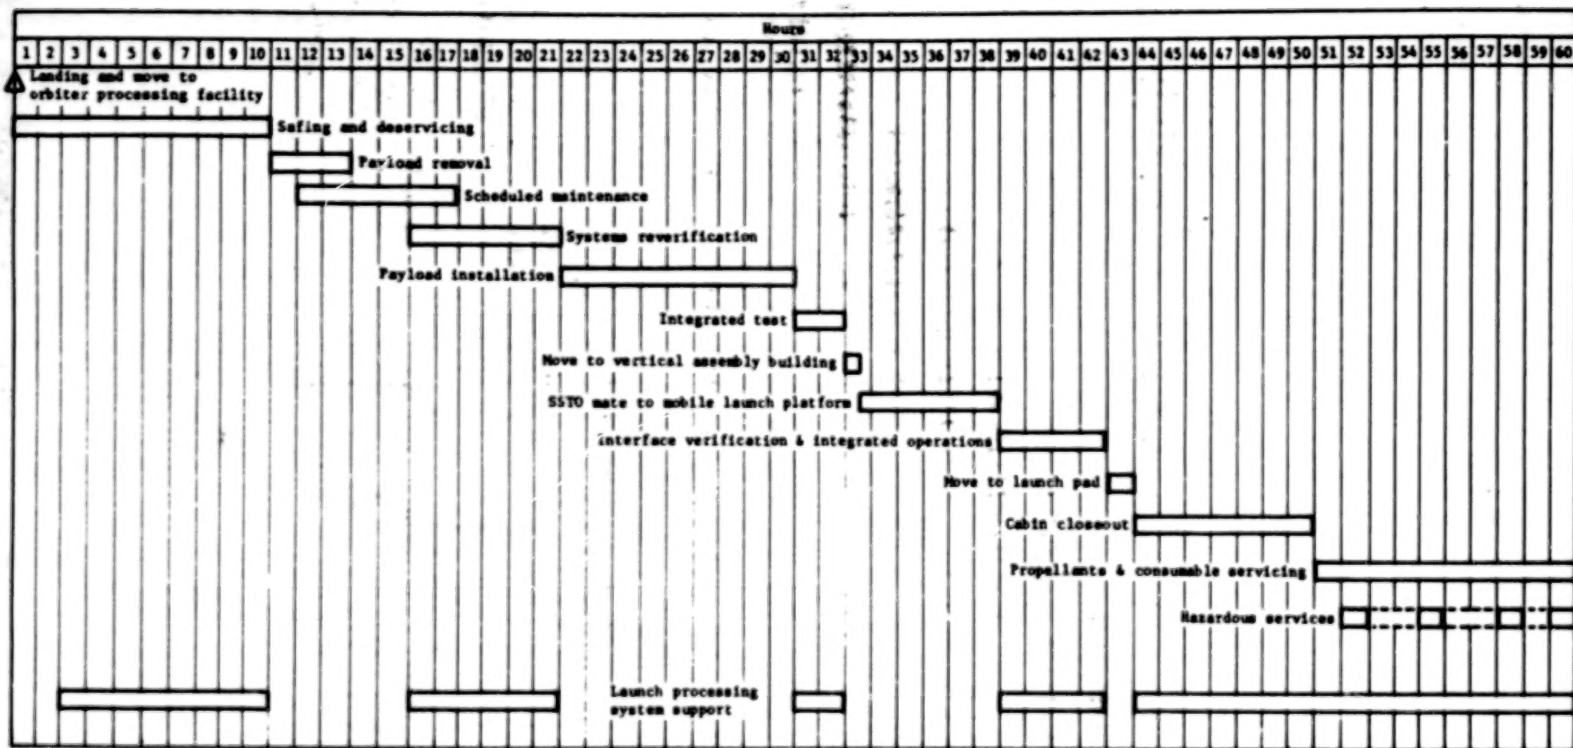 Hours
1 2 3 4 5 6 7 8 9 10 11 12 13 14 15 16 17 18 19 20 21 22 23 24 25 26 27 28 29 30 31 32 33 34 35 36 37 38 39 40 41 42 43 44 45 46 47 48 49 50 51 52 53 54 55 56 57 58 59 60
Landing and move to
orbiter processing facility
Safing and deservicing
Payload removal
Scheduled maintenance
Systems reverification
Payload installation
Integrated test
Move to vertical assembly building
SSTO mate to mobile launch platform
interface verification & integrated operations
Move to launch pad
Cabin closeout
Propellants & consumable servicing
Hazardous services
Launch processing
system support